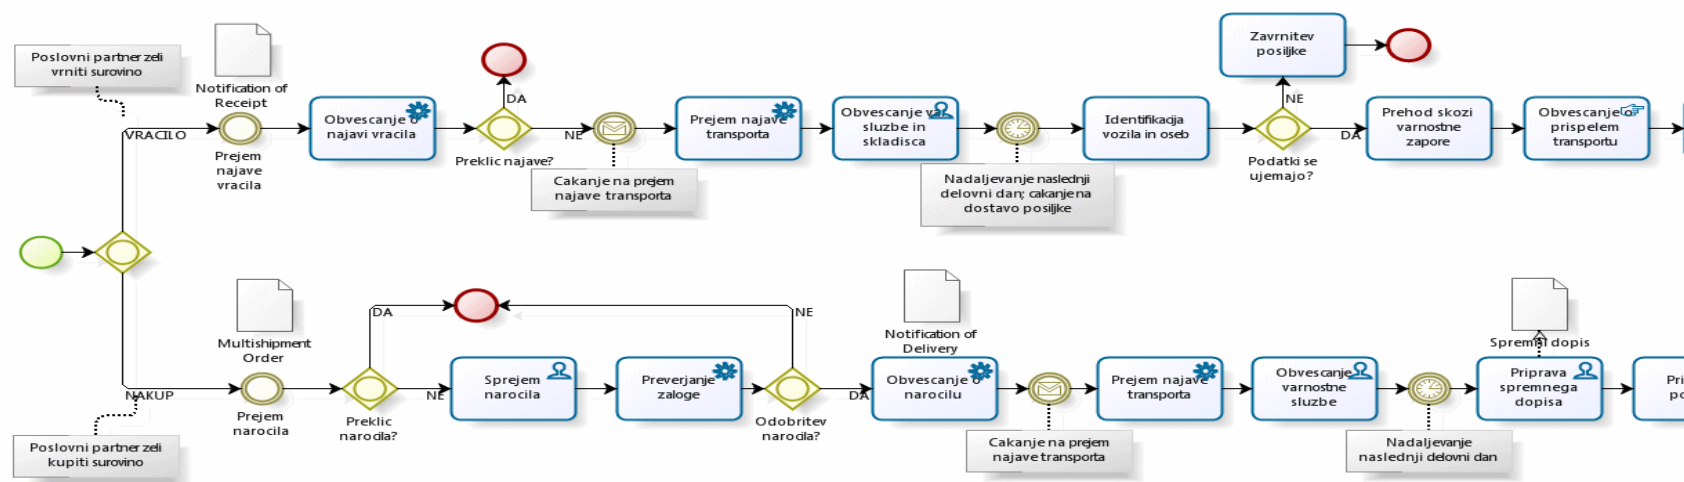 Poslovni partner zeli
vrniti surovino
Notification of
Receipt
VRACILO
Prejem
najave
vracila
Obvescanje o
najavi vracila
DA
Preklic najave?
NE
Cakanje na prejem
najave transporta
Prejem najave
transporta
Obvescanje
sluzbe in
skladisca
Nadaljevanje naslednji
delovni dan; cakanje na
dostavo posiljke
Identifikacija
vozila in oseb
Zavrnitev
posiljke
NE
Podatki se
ujemajo?
DA
Prehod skozi
varnostne
zapore
Obvescanje o
prispelem
transportu
Multishipment
Order
NAKUP
Poslovni partner zeli
kupiti surovino
Prejem
narocila
DA
Preklic
narocila?
NE
Sprejem
narocila
Preverjanje
zaloge
NE
Odobritev
narocila?
DA
Notification of
Delivery
Obvescanje o
narocilu
Cakanje na prejem
najave transporta
Prejem najave
transporta
Obvescanje
varnostne
sluzbe
Nadaljevanje
naslednji delovni dan
Spremni dopis
Priprava
spremnega
dopisa
Pri
po